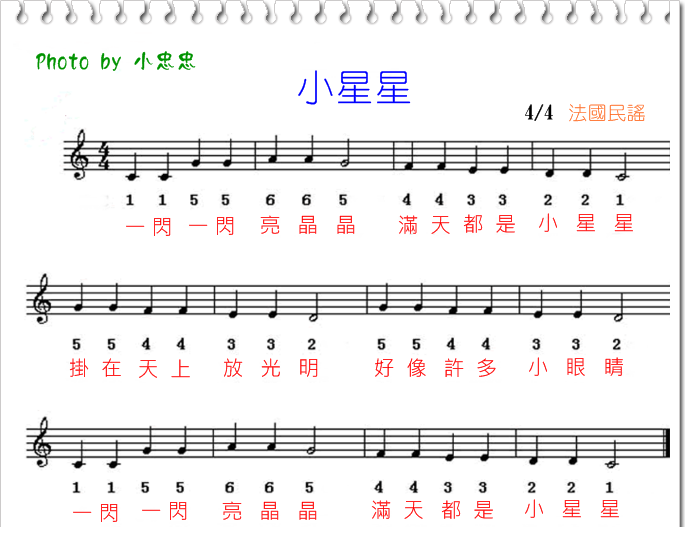 Photo by 小忠忠
小星星
4/4 法國民謠
4
4
1 1 5 5 6 6 5 4 4 3 3 2 2 1
一閃一閃 亮晶晶 滿天都是 小星星
5 5 4 4 3 3 2 5 5 4 4 3 3 2
掛在天上 放光明 好像許多 小眼睛
1 1 5 5 6 6 5 4 4 3 3 2 2 1
一閃一閃 亮晶晶 滿天都是 小星星